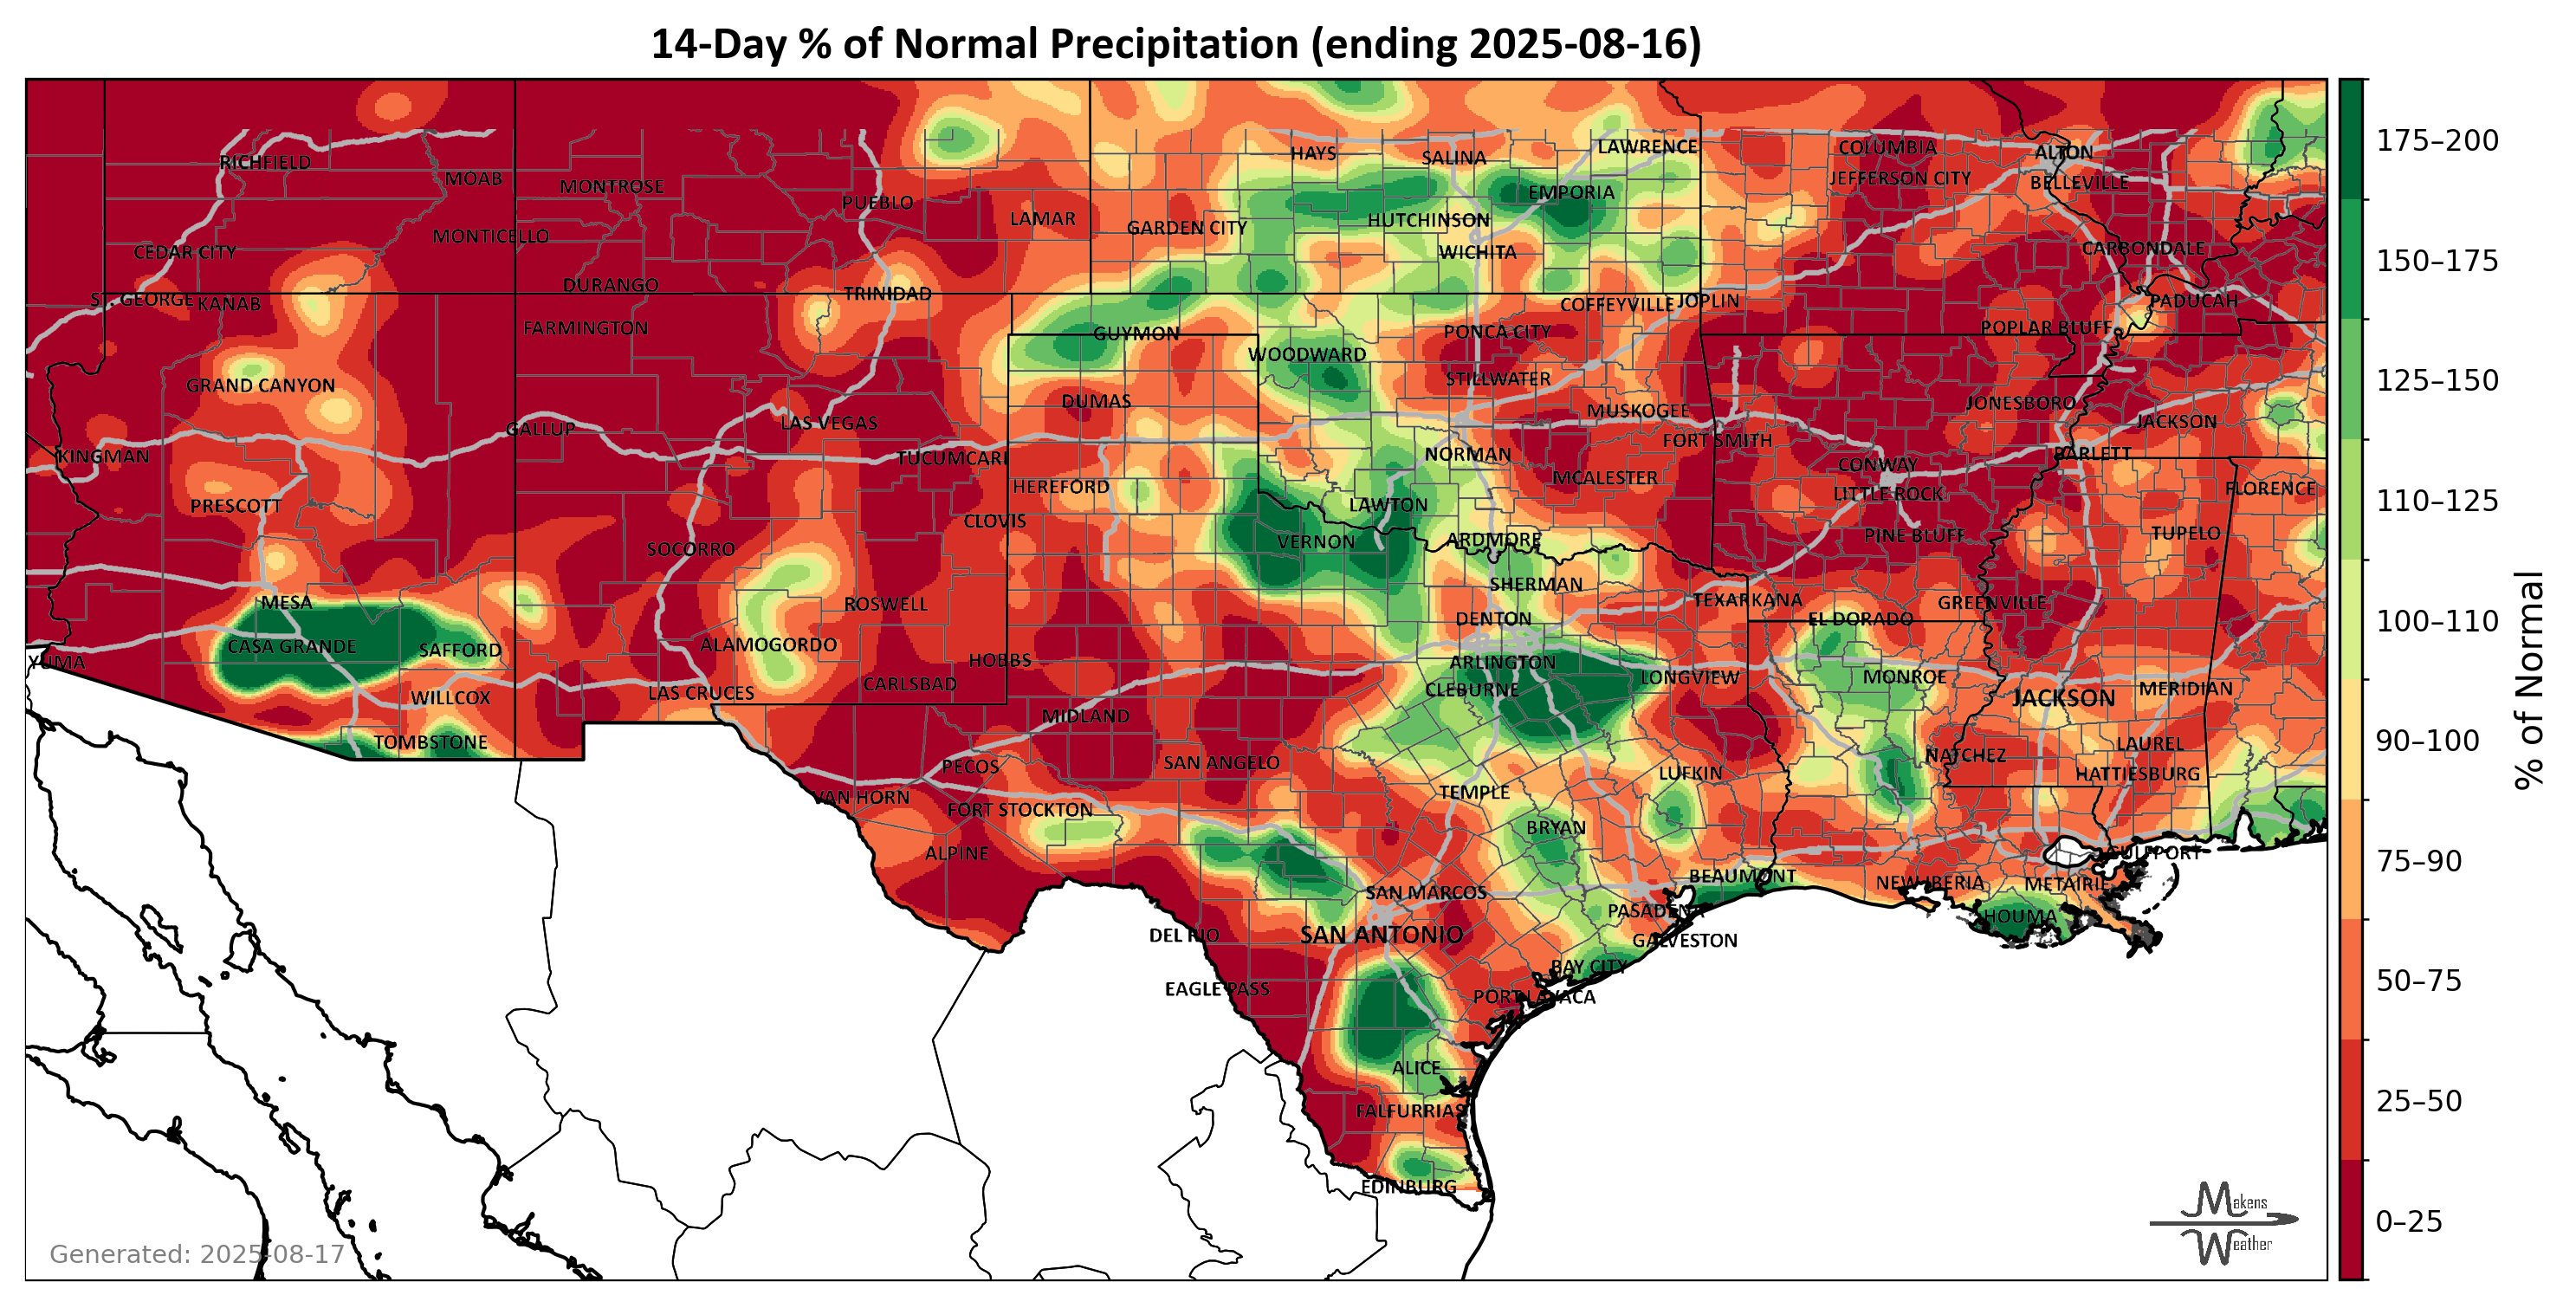 14-Day % of Normal Precipitation (ending 2025-08-16)
HAYS
SALINA
LAWRENCE
COLUMBIA
ALTON
RICHFIELD
MOAB
MONTROSE
EMPORIA
JEFFERSON CITY
BELLEVILLE
PUEBLO
LAMAR
GARDEN CITY
HUTCHINSON
MONTICELLO
CEDAR CITY
WICHITA
CARBONDALE
DURANGO
TRINIDAD
ST. GEORGE
KANAB
COFFEYVILLE
JOPLIN
PADUCAH
FARMINGTON
GUYMON
PONCA CITY
POPLAR BLUFF
WOODWARD
GRAND CANYON
STILLWATER
DUMAS
MUSKOGEE
JONESBORO
JACKSON
GALLUP
LAS VEGAS
FORT SMITH
KINGMAN
TUCUMCARI
NORMAN
BARLETT
CONWAY
PRESCOTT
HEREFORD
LAWTON
MCALESTER
LITTLE ROCK
FLORENCE
CLOVIS
SOCORRO
VERNON
ARDMORE
PINE BLUFF
TUPELO
SHERMAN
MESA
ROSWELL
DENTON
TEXARKANA
GREENVILLE
EL DORADO
CASA GRANDE
SAFFORD
ALAMOGORDO
YUMA
HOBBS
ARLINGTON
CLEBURNE
LONGVIEW
MONROE
WILLCOX
LAS CRUCES
CARLSBAD
JACKSON
MERIDIAN
MIDLAND
TOMBSTONE
PECOS
SAN ANGELO
NATCHEZ
LAUREL
VAN HORN
FORT STOCKTON
TEMPLE
LUFKIN
HATTIESBURG
ALPINE
BRYAN
GULFPORT
SAN MARCOS
BEAUMONT
NEW IBERIA
METAIRIE
DEL RIO
SAN ANTONIO
PASADENA
HOUMA
GALVESTON
EAGLE PASS
BAY CITY
PORT LAVACA
ALICE
FALFURRIAS
EDINBURG
175–200
150–175
125–150
110–125
100–110
90–100
75–90
50–75
25–50
0–25
% of Normal
Generated: 2025-08-17
Makens
Weather